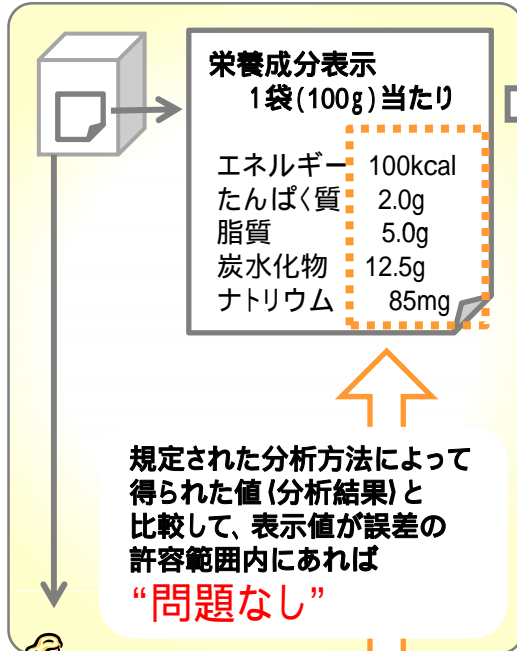 栄養成分表示
1袋(100g)当たり
エネルギー 100kcal
たんぱく質 2.0g
脂質 5.0g
炭水化物 12.5g
ナトリウム 85mg
規定された分析方法によって
得られた値(分析結果)と
比較して、表示値が誤差の
許容範囲内にあれば
“問題なし”